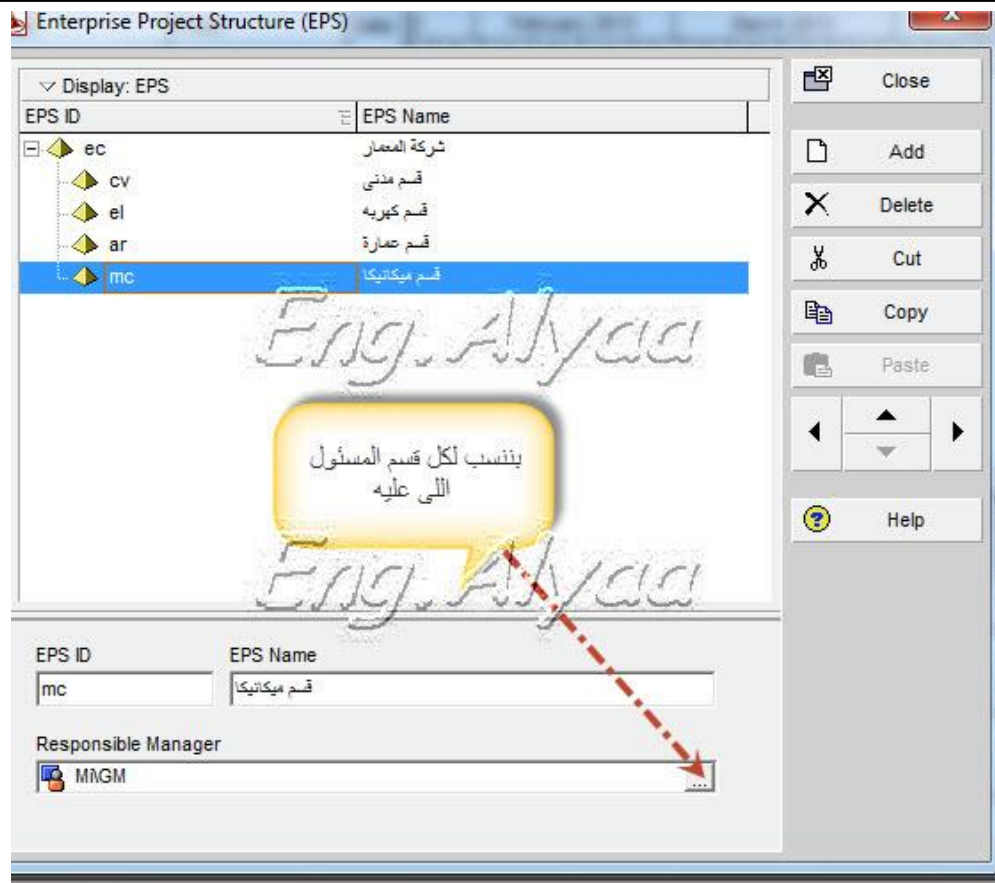 Enterprise Project Structure (EPS)
Display: EPS
Close
EPS ID EPS Name
ec شركة المعمار
Add
cv قسم مدنى
el قسم كهربه
Delete
ar قسم عمارة
Cut
mc قسم ميكانيكا
Copy
Eng. Alyaa
Paste
بننسب لكل قسم المسئول
اللى عليه
Help
Eng. Alyaa
EPS ID EPS Name
mc قسم ميكانيكا
Responsible Manager
...